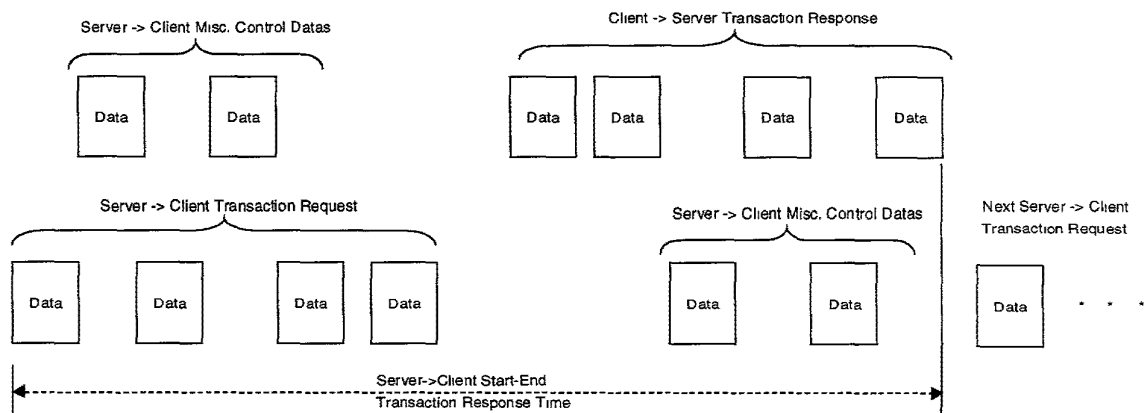 Server -> Client Misc. Control Datas
Client -> Server Transaction Response
Data
Data
Data
Data
Data
Data
Server -> Client Transaction Request
Server -> Client Misc. Control Datas
Next Server -> Client
Transaction Request
Data
Data
Data
Data
Data
Data
Data
. . .
Server->Client Start-End
Transaction Response Time